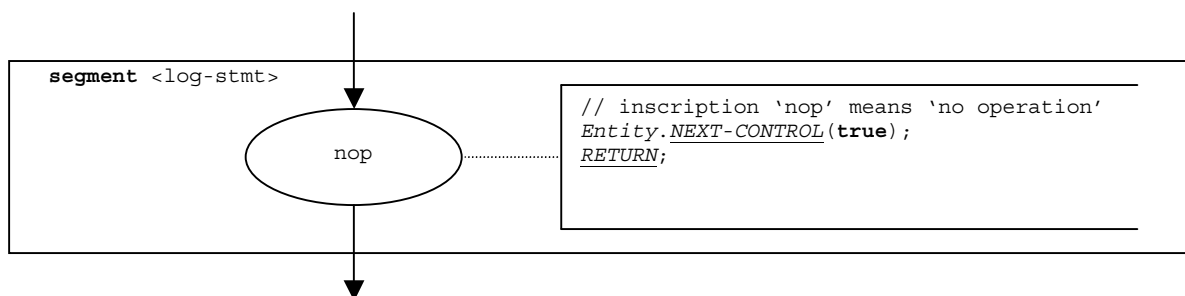 segment <log-stmt>
nop
// inscription ‘nop’ means ‘no operation’
Entity.NEXT-CONTROL(true);
RETURN;